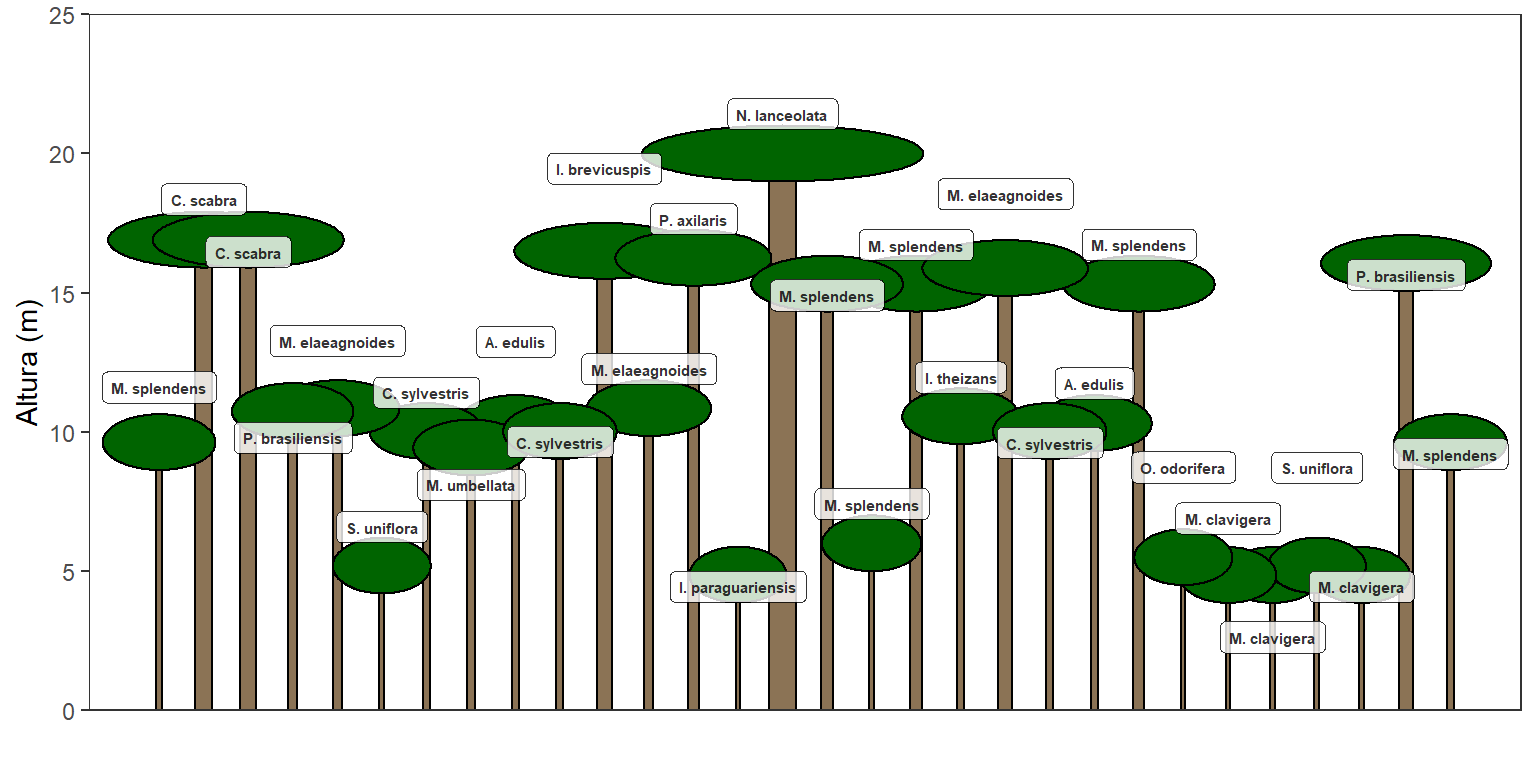 Altura (m)
25
20
15
10
5
0
N. lanceolata
I. brevicuspis
M. elaeagnoides
C. scabra
P. axilaris
C. scabra
M. splendens
M. splendens
P. brasiliensis
M. splendens
M. elaeagnoides
A. edulis
M. elaeagnoides
I. theizans
A. edulis
M. splendens
C. sylvestris
P. brasiliensis
C. sylvestris
C. sylvestris
M. splendens
O. odorifera
S. uniflora
M. umbellata
M. splendens
M. clavigera
S. uniflora
I. paraguariensis
M. clavigera
M. clavigera